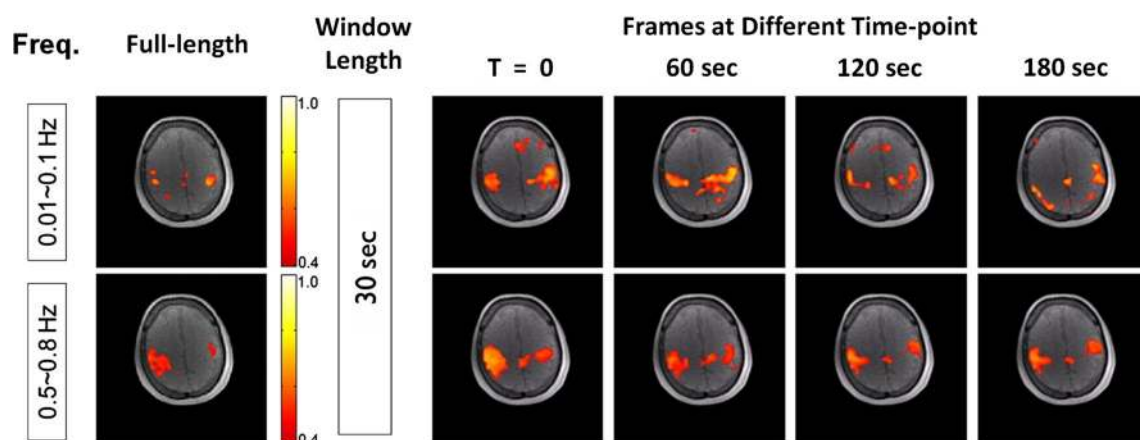 Freq.
Full-length
Window
Length
Frames at Different Time-point
T = 0
60 sec
120 sec
180 sec
0.01~0.1 Hz
1.0
0.4
30 sec
0.5~0.8 Hz
1.0
0.4